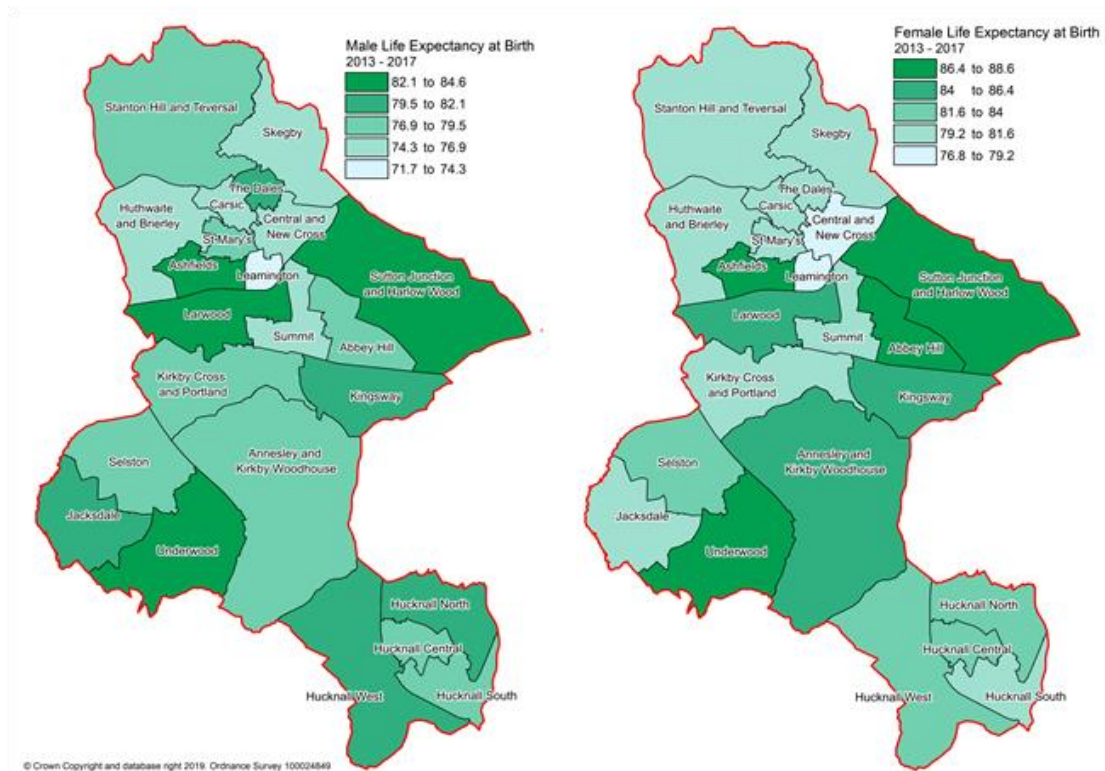 Male Life Expectancy at Birth
2013 - 2017
82.1 to 84.6
79.5 to 82.1
76.9 to 79.5
74.3 to 76.9
71.7 to 74.3
Stanton Hill and Teversal
Skegby
The Dales
Carsic
Huthwaite
and Brierley
Central and
New Cross
St Mary's
Ashfields
Leamington
Sutton Junction
and Harlow Wood
Larwood
Summit
Abbey Hill
Kirkby Cross
and Portland
Kingsway
Selston
Annesley and
Kirkby Woodhouse
Jacksdale
Underwood
Hucknall North
Hucknall Central
Hucknall West
Hucknall South
Female Life Expectancy at Birth
2013 - 2017
86.4 to 88.6
84 to 86.4
81.6 to 84
79.2 to 81.6
76.8 to 79.2
Stanton Hill and Teversal
Skegby
The Dales
Carsic
Huthwaite
and Brierley
Central and
New Cross
St Mary's
Ashfields
Leamington
Sutton Junction
and Harlow Wood
Larwood
Summit
Abbey Hill
Kirkby Cross
and Portland
Kingsway
Selston
Annesley and
Kirkby Woodhouse
Jacksdale
Underwood
Hucknall North
Hucknall Central
Hucknall West
Hucknall South
© Crown Copyright and database right 2019. Ordnance Survey 100024849